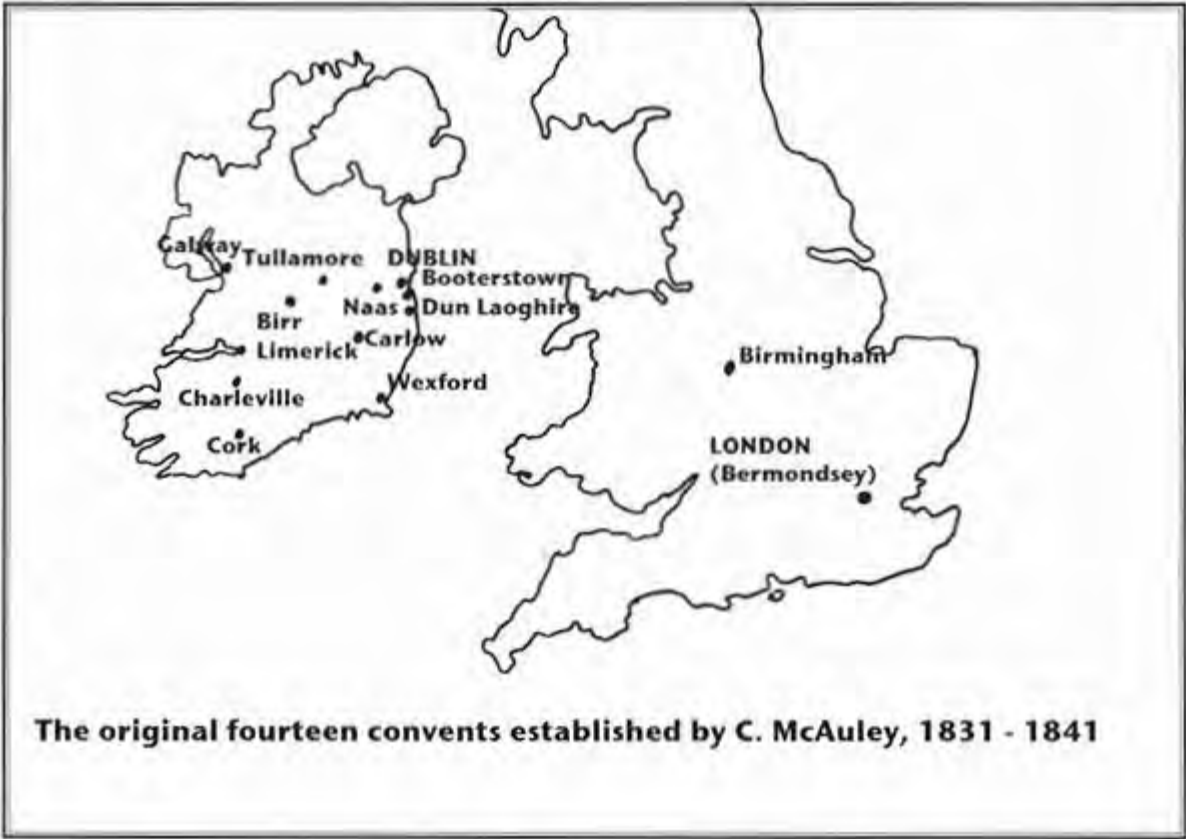 Galway
Tullamore
DUBLIN
Booterstown
Naas
Dun Laoghire
Birr
Carlow
Limerick
Wexford
Charleville
Cork
Birmingham
LONDON
(Bermondsey)
The original fourteen convents established by C. McAuley, 1831 - 1841